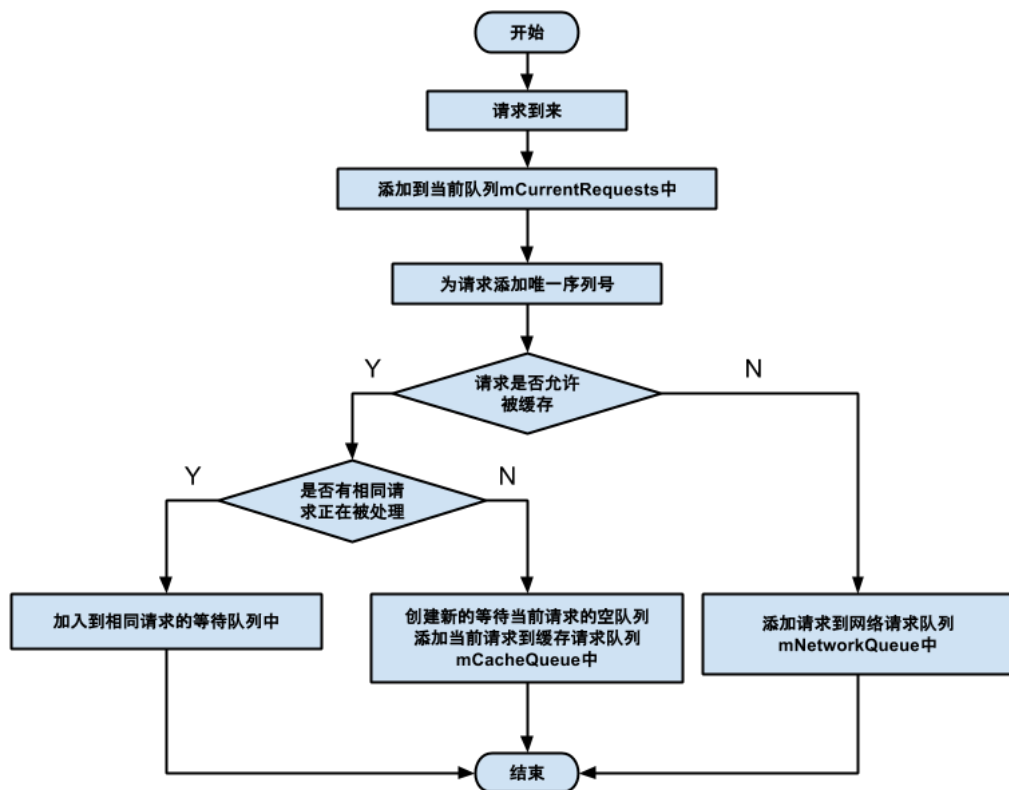 开始
请求到来
添加到当前队列mCurrentRequests中
为请求添加唯一序列号
Y
N
请求是否允许
被缓存
Y
N
是否有相同请
求正在被处理
加入到相同请求的等待队列中
创建新的等待当前请求的空队列
添加当前请求到缓存请求队列
mCacheQueue中
添加请求到网络请求队列
mNetworkQueue中
结束